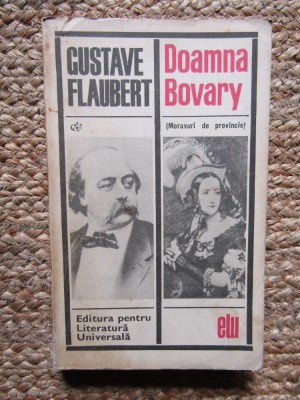 GUSTAVE
FLAUBERT
Doamna
Bovary
(Moravuri de provincie)
Editura pentru
Literatură
Universală
elu